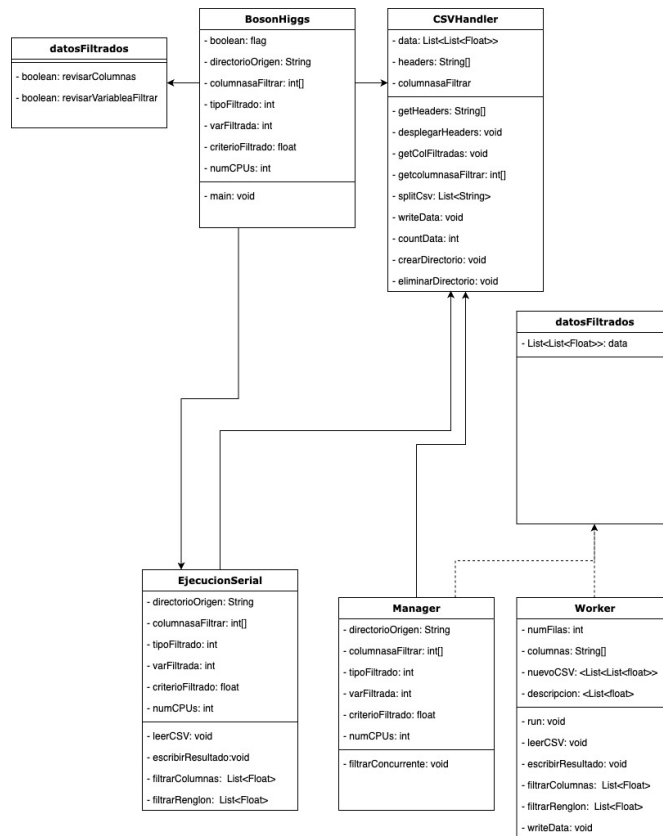 datosFiltrados
- boolean: revisarColumnas
- boolean: revisarVariableaFiltrar
BosonHiggs
- boolean: flag
- directorioOrigen: String
- columnasaFiltrar: int[]
- tipoFiltrado: int
- varFiltrada: int
- criterioFiltrado: float
- numCPUs: int
- main: void
CSVHandler
- data: List<List<Float>>
- headers: String[]
- columnasaFiltrar
- getHeaders: String[]
- desplegarHeaders: void
- getColFiltradas: void
- getcolumnasaFiltrar: int[]
- splitCsv: List<String>
- writeData: void
- countData: int
- crearDirectorio: void
- eliminarDirectorio: void
datosFiltrados
- List<List<Float>>: data
EjecucionSerial
- directorioOrigen: String
- columnasaFiltrar: int[]
- tipoFiltrado: int
- varFiltrada: int
- criterioFiltrado: float
- numCPUs: int
- leerCSV: void
- escribirResultado:void
- filtrarColumnas:  List<Float>
- filtrarRenglon: List<Float>
Manager
- directorioOrigen: String
- columnasaFiltrar: int[]
- tipoFiltrado: int
- varFiltrada: int
- criterioFiltrado: float
- numCPUs: int
- filtrarConcurrente: void
Worker
- numFilas: int
- columnas: String[]
- nuevoCSV: <List<List<float>>
- descripcion: <List<float>
- run: void
- leerCSV: void
- escribirResultado: void
- filtrarColumnas:  List<Float>
- filtrarRenglon: List<Float>
- writeData: void